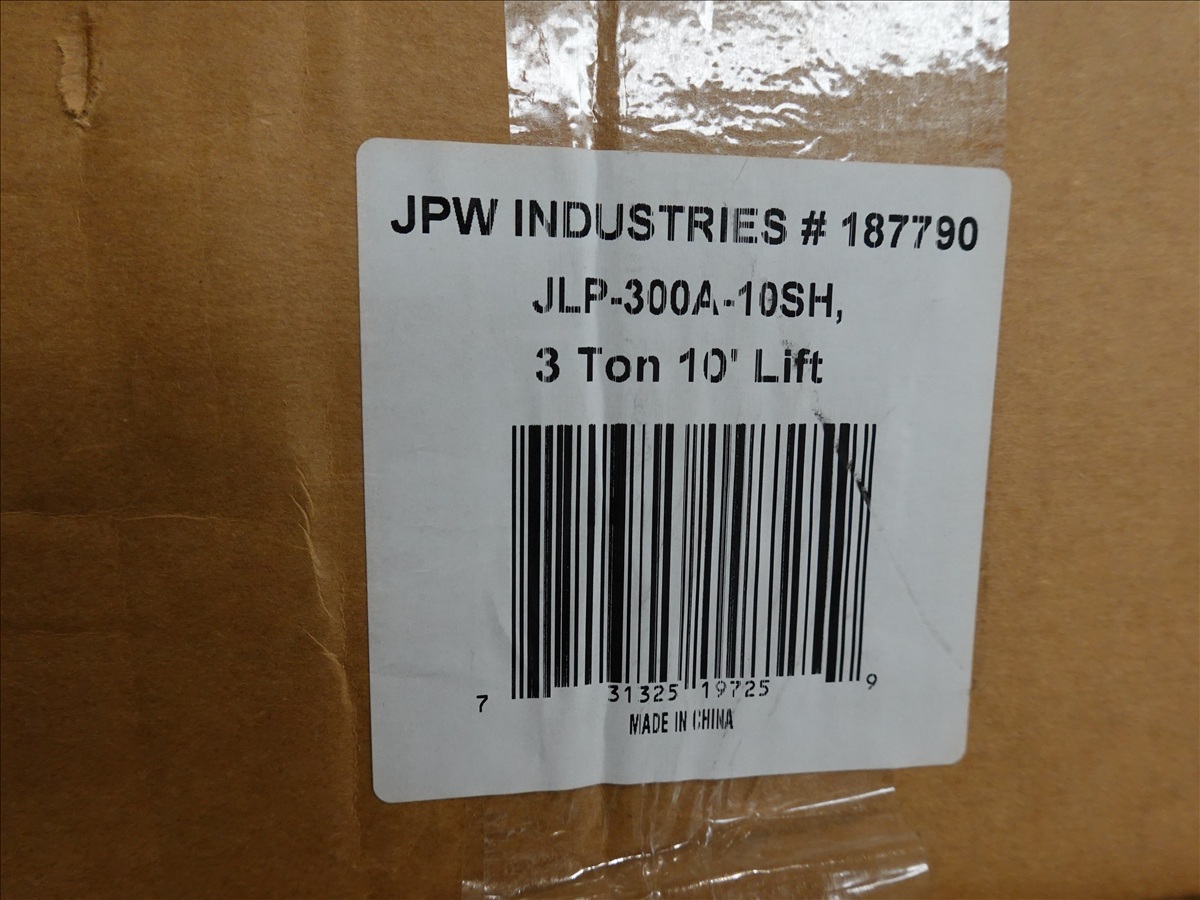 JPW INDUSTRIES # 187790
JLP-300A-10SH,
3 Ton 10' Lift
7 31325 19725 9
MADE IN CHINA